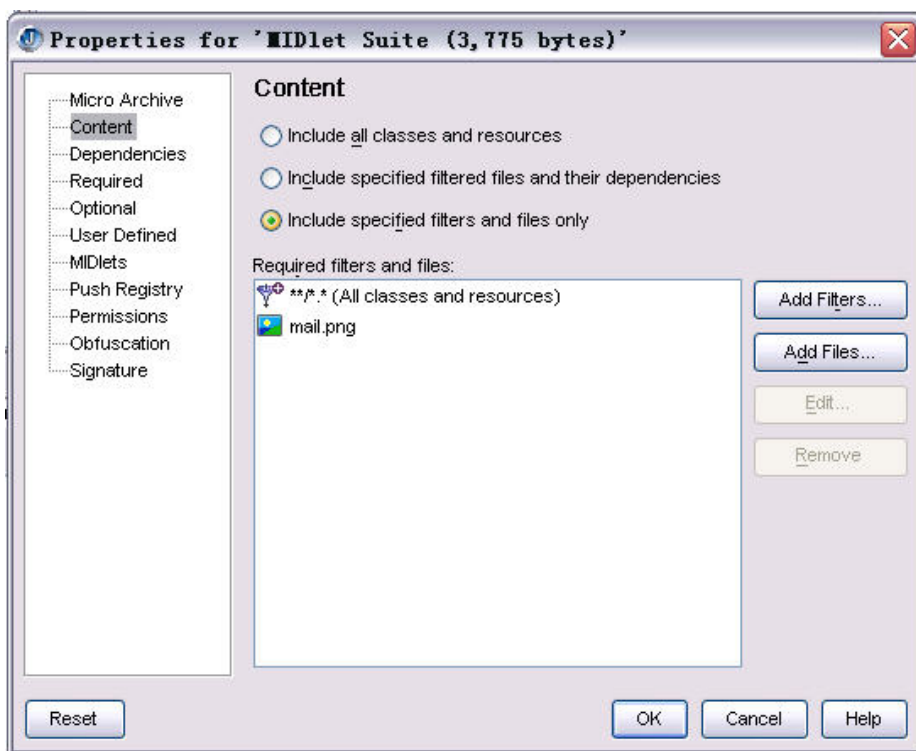 Properties for 'MIDlet Suite (3,775 bytes)'
Micro Archive
Content
Dependencies
Required
Optional
User Defined
MIDlets
Push Registry
Permissions
Obfuscation
Signature
Content
Include all classes and resources
Include specified filtered files and their dependencies
Include specified filters and files only
Required filters and files:
**/*.* (All classes and resources)
mail.png
Add Filters...
Add Files...
Edit...
Remove
Reset
OK
Cancel
Help